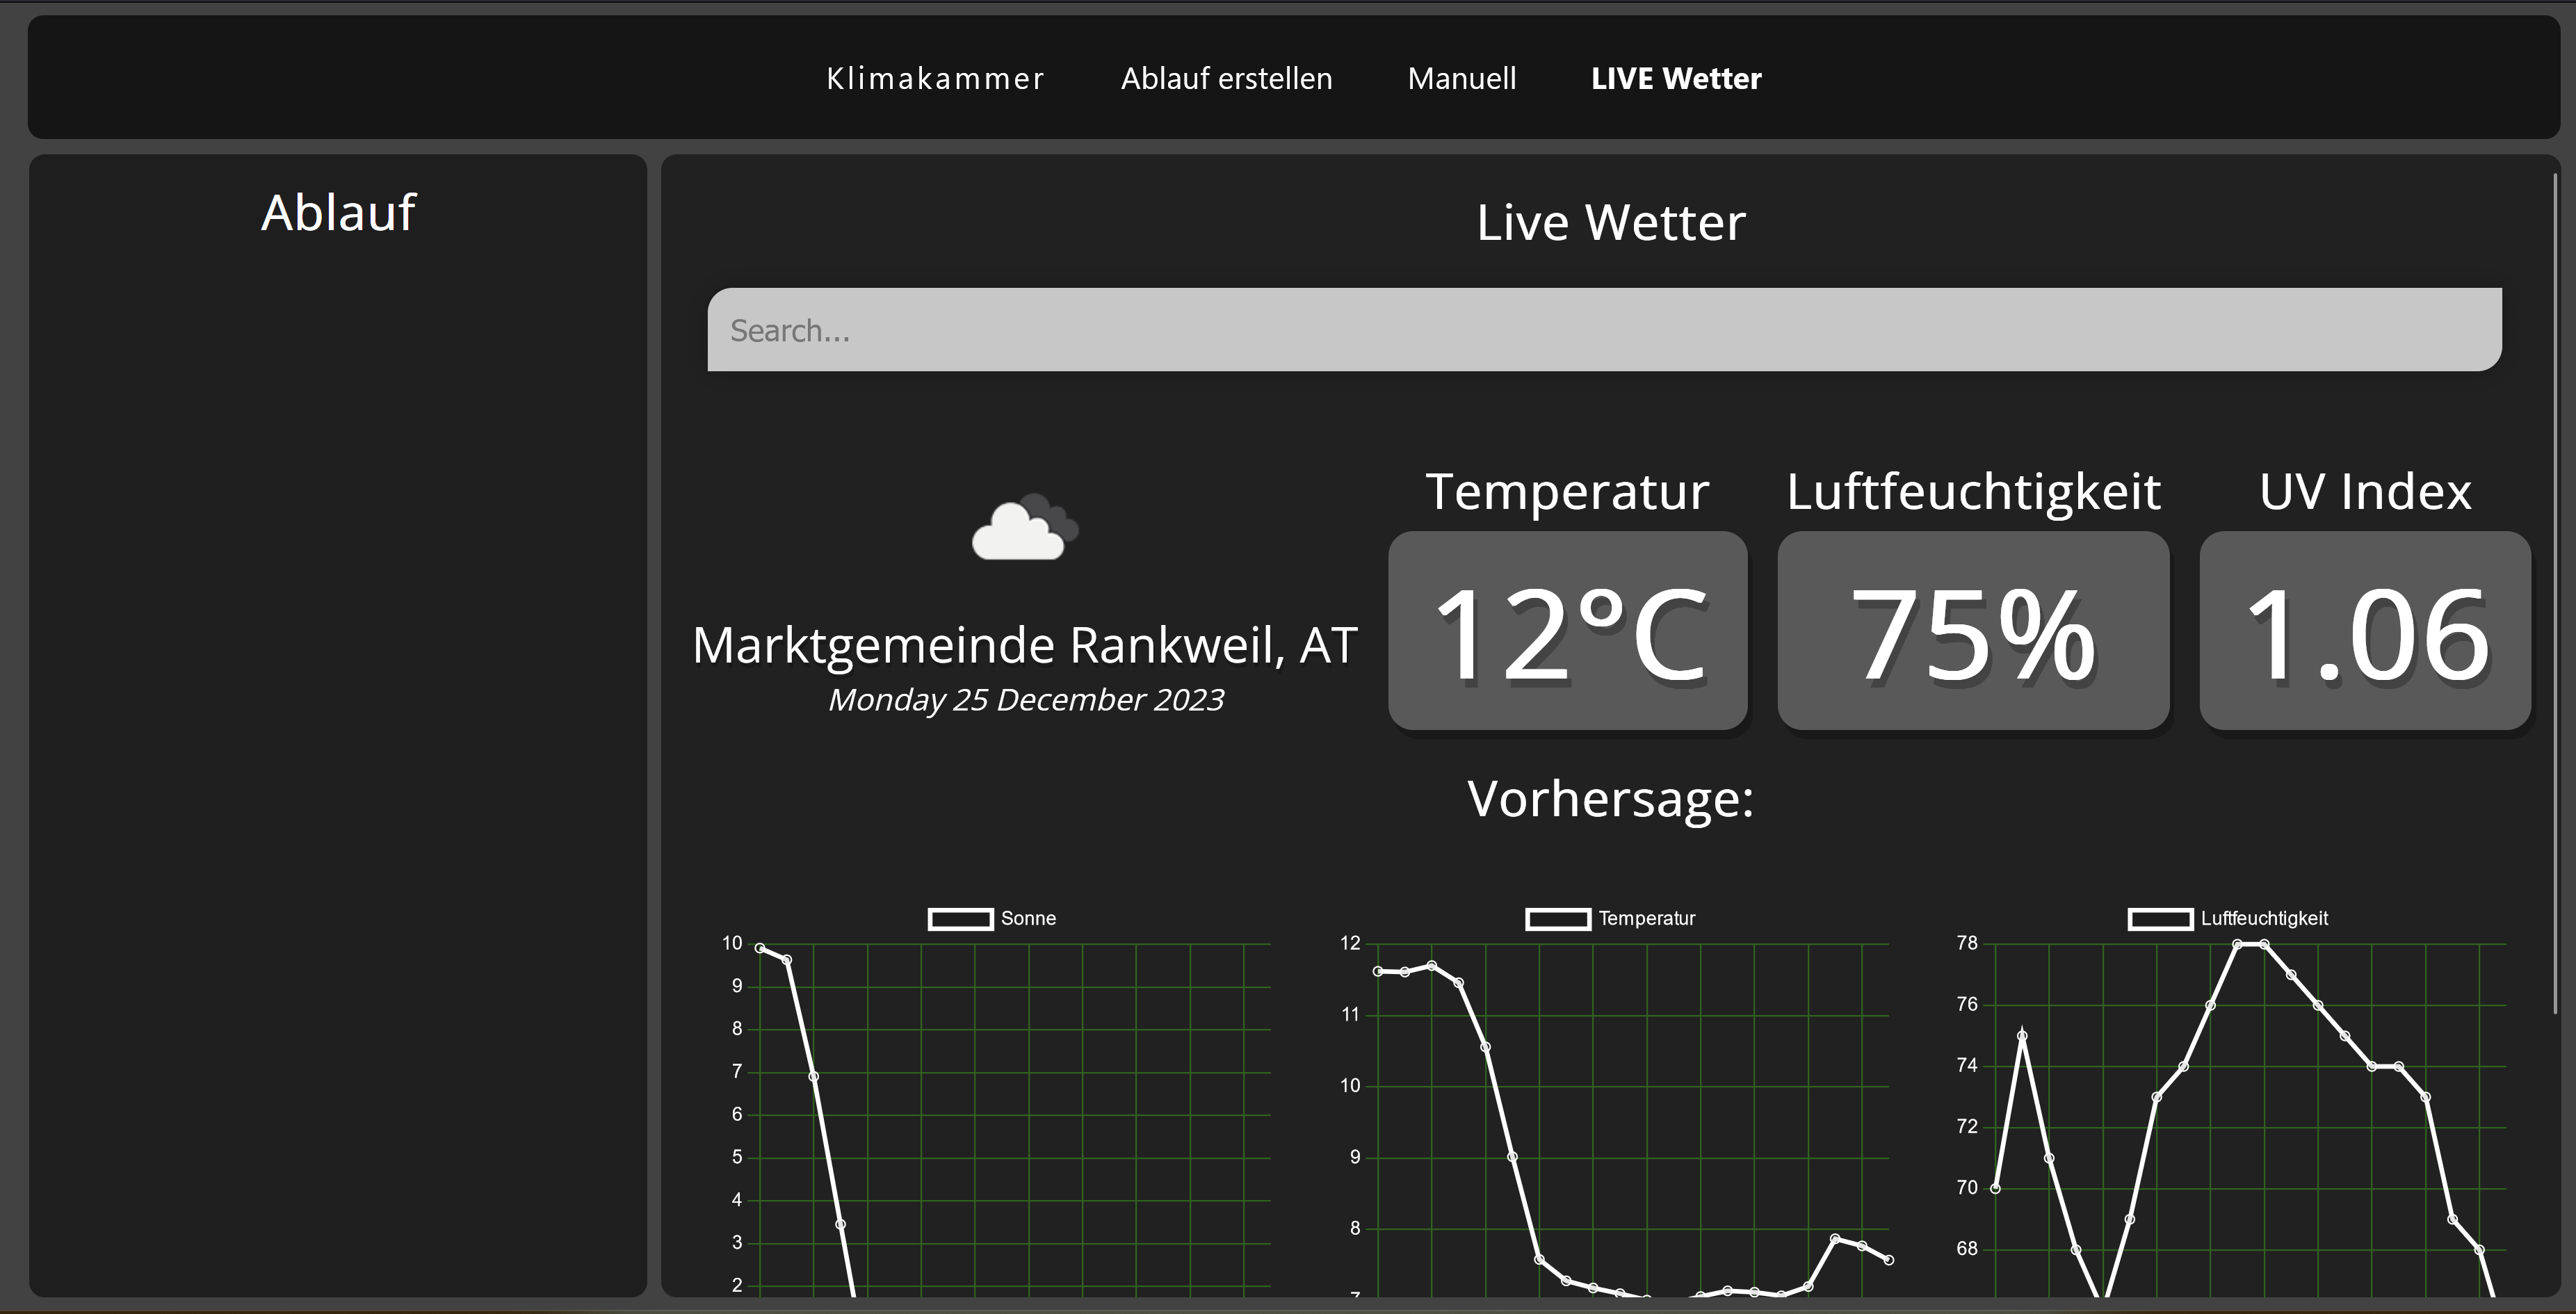 Klimakammer Ablauf erstellen Manuell LIVE Wetter
Ablauf
Live Wetter
Search...
Temperatur Luftfeuchtigkeit UV Index
12°C 75% 1.06
Marktgemeinde Rankweil, AT
Monday 25 December 2023
Vorhersage:
Sonne
10
9
8
7
6
5
4
3
2
Temperatur
12
11
10
9
8
7
Luftfeuchtigkeit
78
76
74
72
70
68